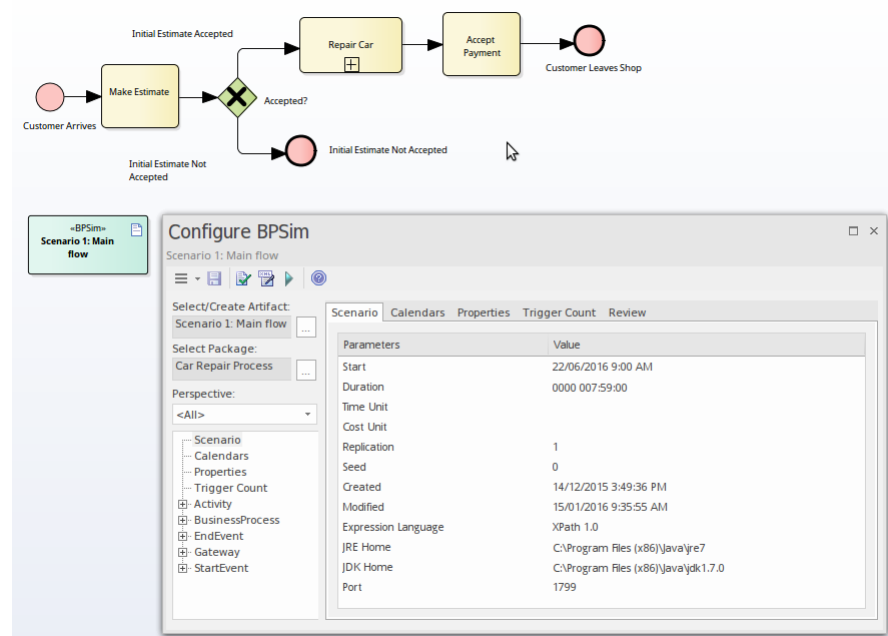 Initial Estimate Accepted
Repair Car
Accept
Payment
Customer Leaves Shop
Make Estimate
Accepted?
Customer Arrives
Initial Estimate Not
Accepted
Initial Estimate Not Accepted
«BPSim»
Scenario 1: Main
flow
Configure BPSim
Scenario 1: Main flow
Select/Create Artifact:
Scenario 1: Main flow
...
Select Package:
Car Repair Process
...
Perspective:
<All>
Scenario
Calendars
Properties
Trigger Count
Activity
BusinessProcess
EndEvent
Gateway
StartEvent
Scenario Calendars Properties Trigger Count Review
Parameters Value
Start 22/06/2016 9:00 AM
Duration 0000 007:59:00
Time Unit
Cost Unit
Replication 1
Seed 0
Created 14/12/2015 3:49:36 PM
Modified 15/01/2016 9:35:55 AM
Expression Language XPath 1.0
JRE Home C:\Program Files (x86)\Java\jre7
JDK Home C:\Program Files (x86)\Java\jdk1.7.0
Port 1799